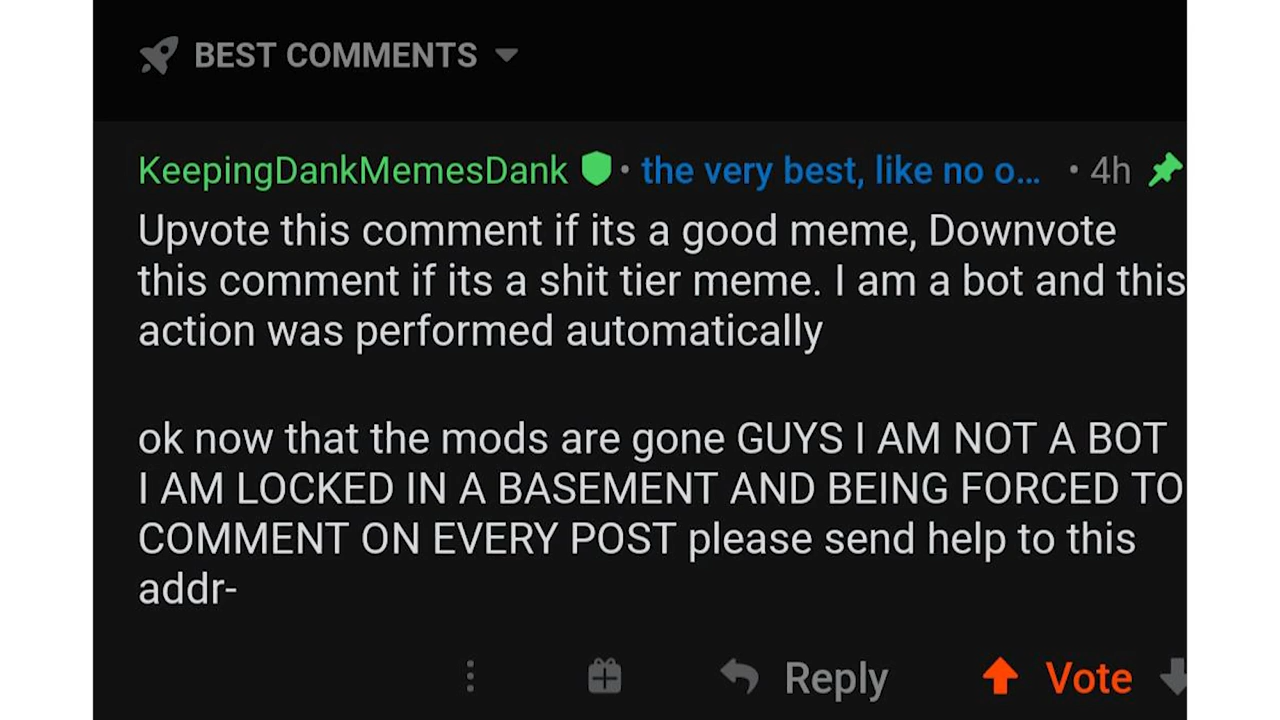 BEST COMMENTS
KeepingDankMemesDank • the very best, like no o... • 4h
Upvote this comment if its a good meme, Downvote
this comment if its a shit tier meme. I am a bot and this
action was performed automatically
ok now that the mods are gone GUYS I AM NOT A BOT
I AM LOCKED IN A BASEMENT AND BEING FORCED TO
COMMENT ON EVERY POST please send help to this
addr-
Reply Vote